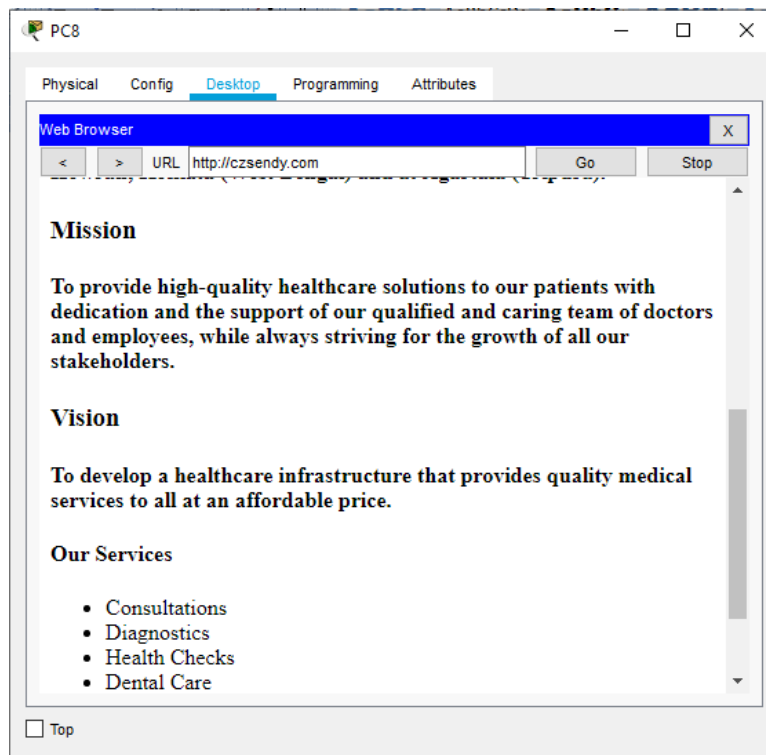 PC8
Physical Config Desktop Programming Attributes
Web Browser X
< > URL http://czsendy.com Go Stop
Mission
To provide high-quality healthcare solutions to our patients with
dedication and the support of our qualified and caring team of doctors
and employees, while always striving for the growth of all our
stakeholders.
Vision
To develop a healthcare infrastructure that provides quality medical
services to all at an affordable price.
Our Services
• Consultations
• Diagnostics
• Health Checks
• Dental Care
Top